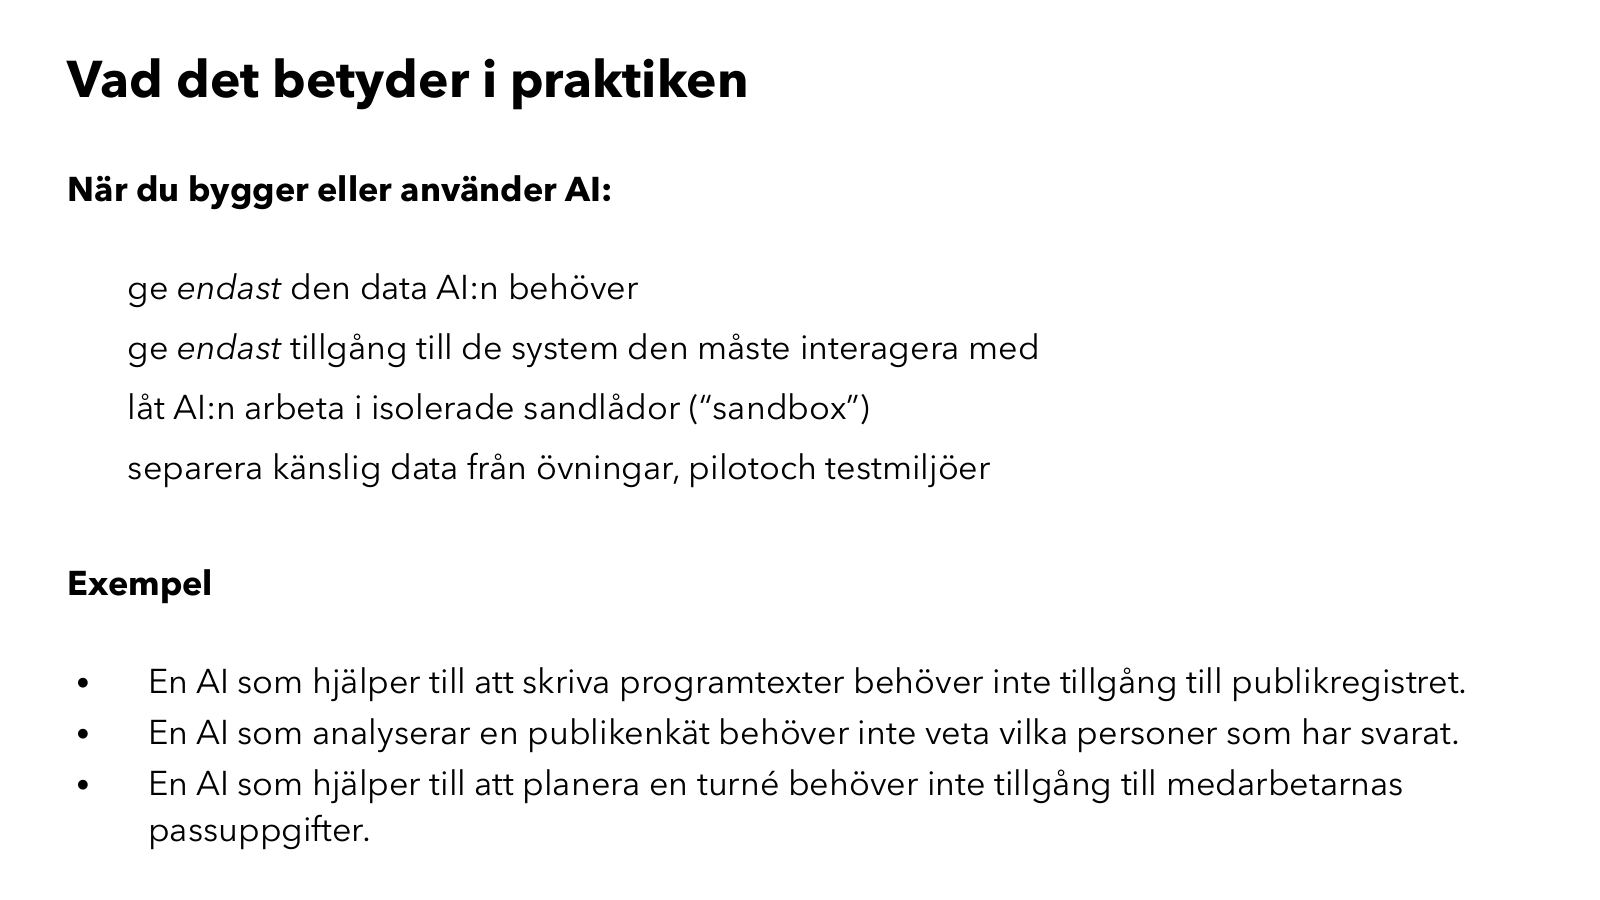 Vad det betyder i praktiken
När du bygger eller använder AI:
ge endast den data AI:n behöver
ge endast tillgång till de system den måste interagera med
låt AI:n arbeta i isolerade sandlådor (“sandbox”)
separera känslig data från övningar, pilotoch testmiljöer
Exempel
• En AI som hjälper till att skriva programtexter behöver inte tillgång till publikregistret.
• En AI som analyserar en publikenkät behöver inte veta vilka personer som har svarat.
• En AI som hjälper till att planera en turné behöver inte tillgång till medarbetarnas
passuppgifter.